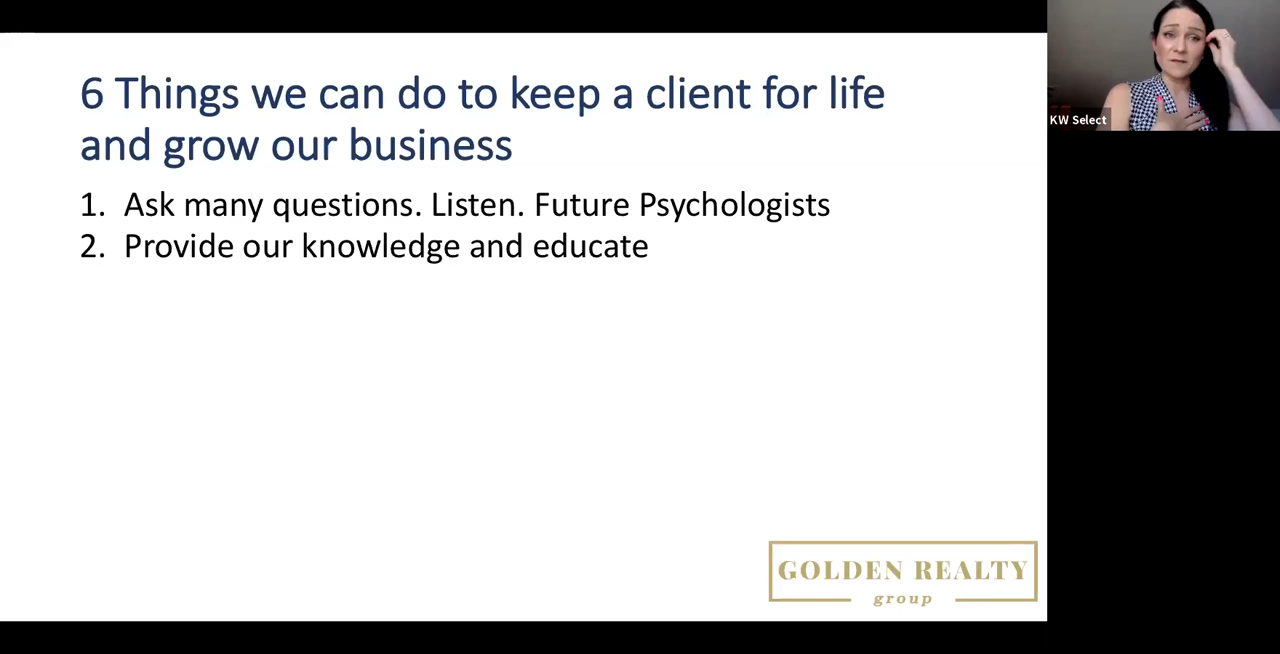 6 Things we can do to keep a client for life
and grow our business
1. Ask many questions. Listen. Future Psychologists
2. Provide our knowledge and educate
GOLDEN REALTY
group
KW Select